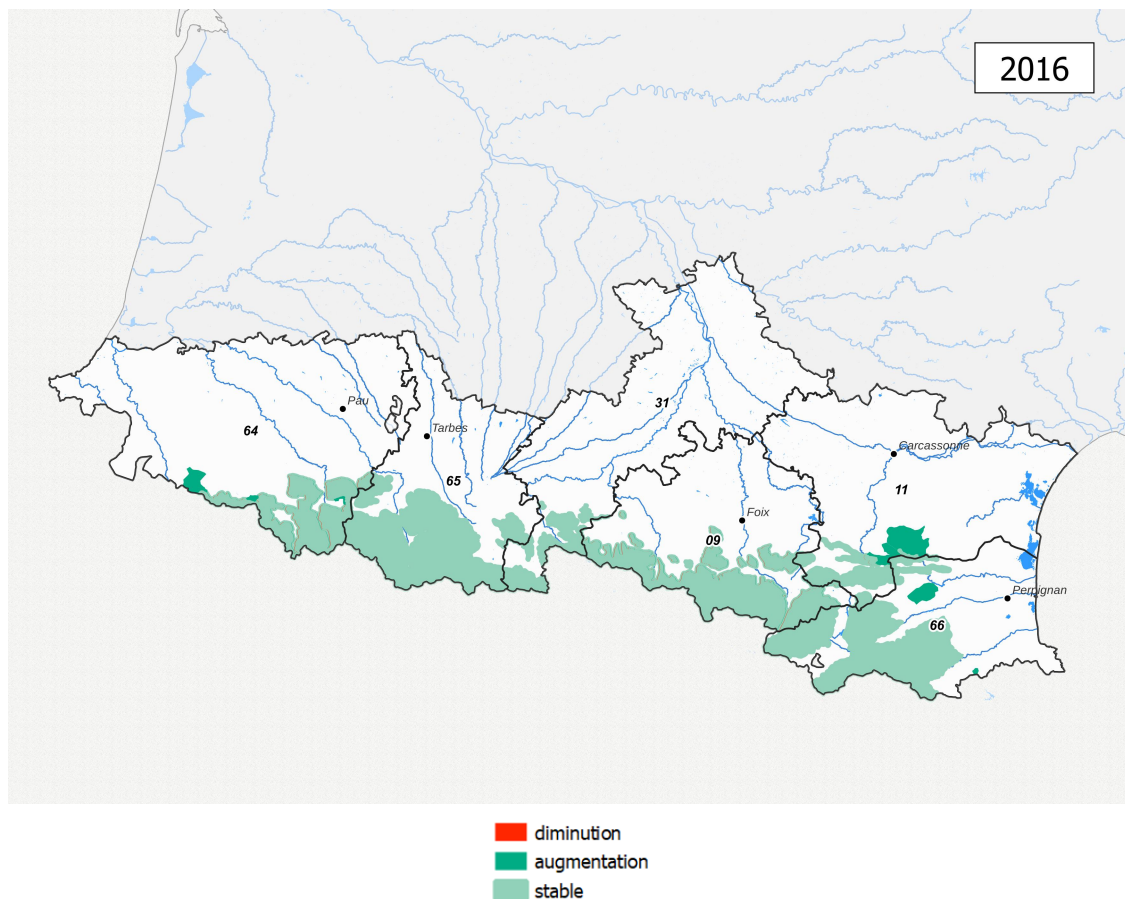 2016
Pau
64
Tarbes
65
31
Carcassonne
11
Foix
09
Perpignan
66
diminution
augmentation
stable